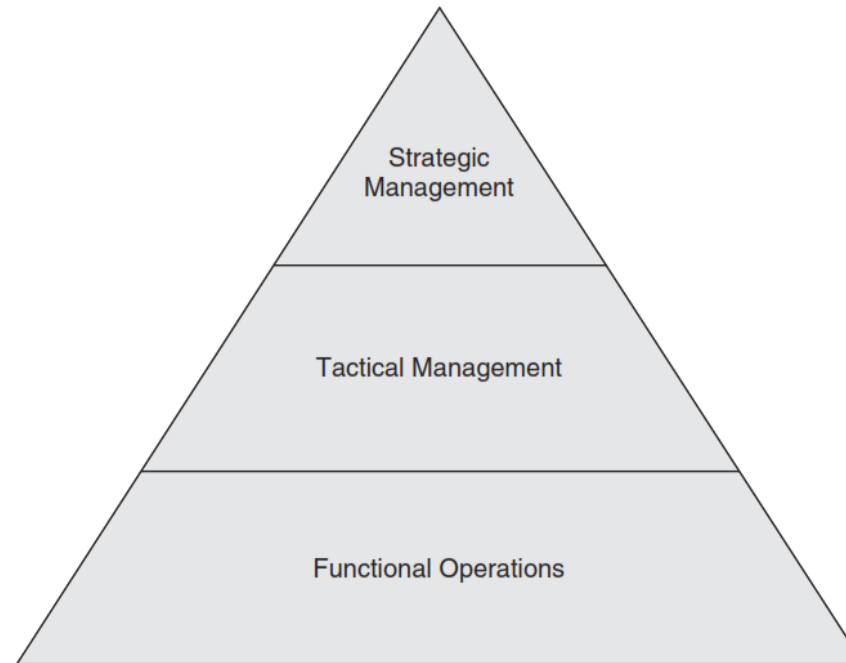 Strategic
Management
Tactical Management
Functional Operations